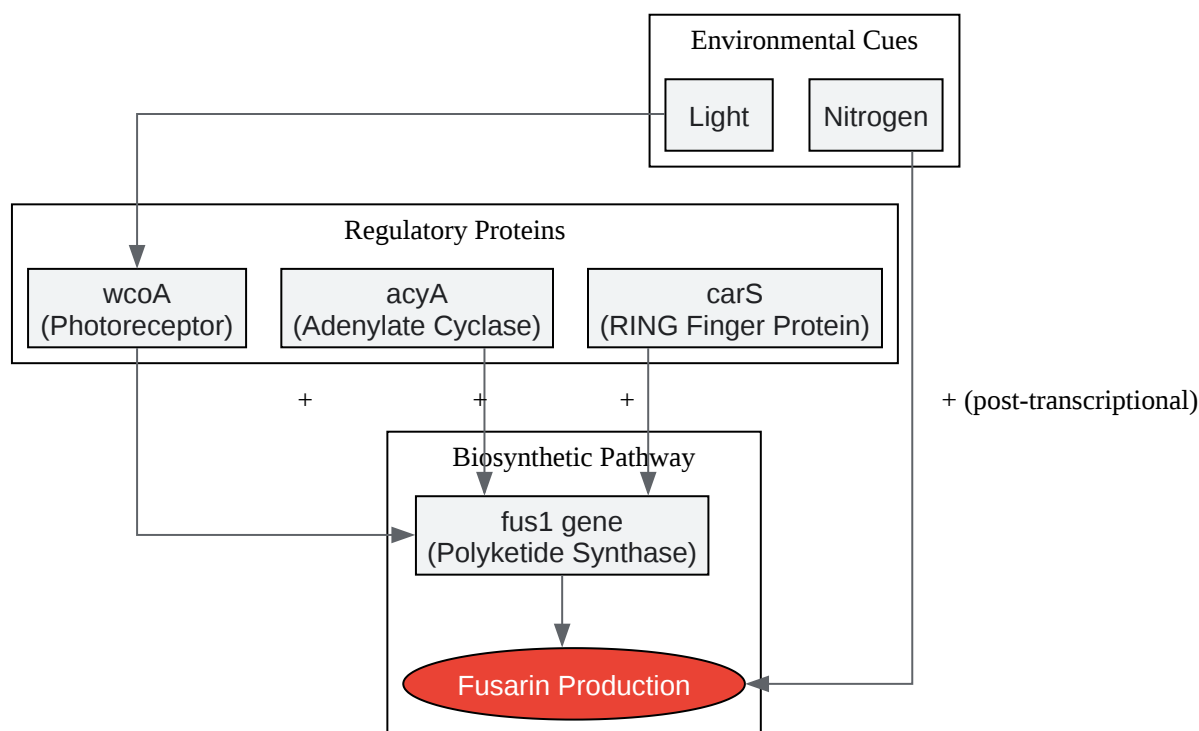 Environmental Cues
Light
Nitrogen
Regulatory Proteins
wcoA
(Photoreceptor)
acyA
(Adenylate Cyclase)
carS
(RING Finger Protein)
+
+
+
+ (post-transcriptional)
Biosynthetic Pathway
fus1 gene
(Polyketide Synthase)
Fusarin Production